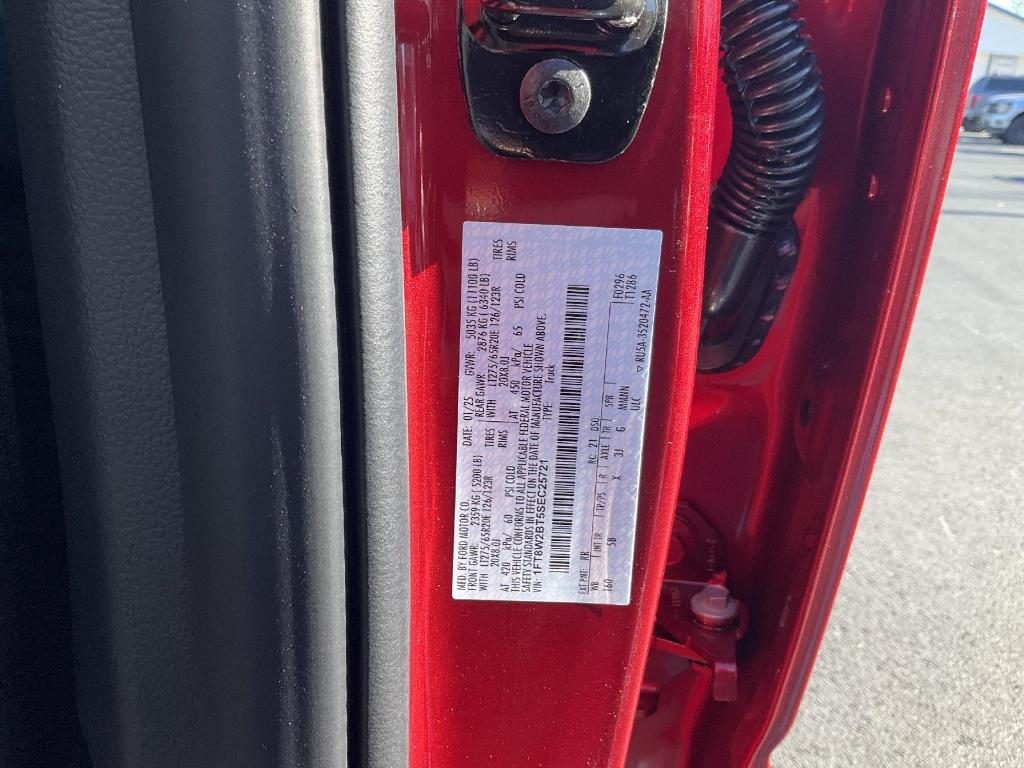 MFD. BY FORD MOTOR CO. DATE: 01/25 GVWR: 5035 KG (11100 LB)
FRONT GAWR: 2359 KG (5200 LB) REAR GAWR: 2876 KG (6340 LB)
WITH LT275/65R20E 126/123R TIRES WITH LT275/65R20E 126/123R TIRES
20X8.0J RIMS 20X8.0J RIMS
AT 420 kPa/ 60 PSI COLD AT 450 kPa/ 65 PSI COLD
THIS VEHICLE CONFORMS TO ALL APPLICABLE FEDERAL MOTOR VEHICLE
SAFETY STANDARDS IN EFFECT ON THE DATE OF MANUFACTURE SHOWN ABOVE.
VIN: 1FT8W2BT5SEC25721 TYPE: Truck
EXT PNT: RR RC: 21 DSO: F0296
WB INT TR TP/PS R AXLE TR SPR T1286
160 5B X 3J G MMMJN
ULC ▽ RU5A-3520472-AA